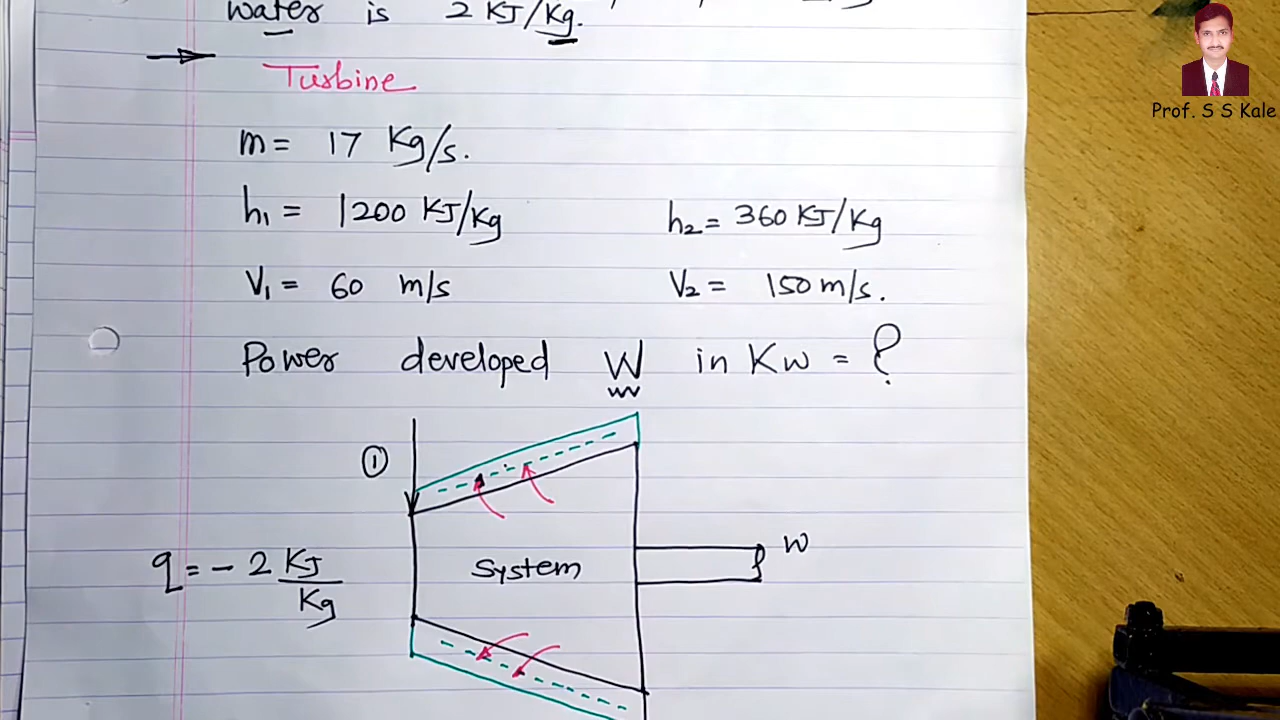 water is 2 KJ/Kg.
Prof. S S Kale
Turbine
m = 17 Kg/s.
h₁ = 1200 KJ/Kg h₂ = 360 KJ/Kg
V₁ = 60 m/s V₂ = 150 m/s.
Power developed W in Kw = ?
①
q = - 2 KJ/Kg
System
W